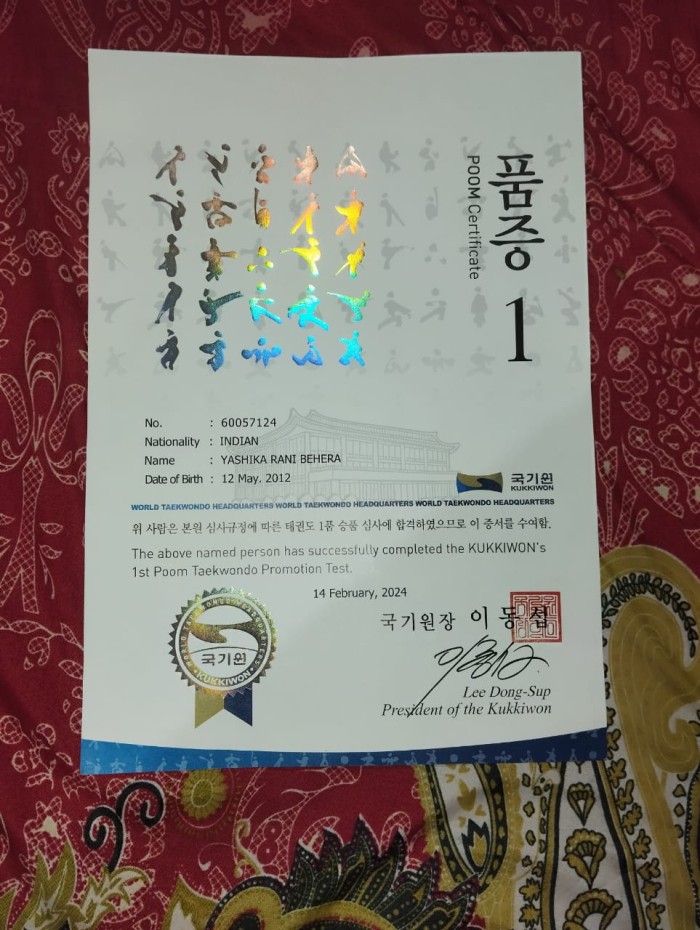 품증 1
POOM Certificate
No. : 60057124
Nationality : INDIAN
Name : YASHIKA RANI BEHERA
Date of Birth : 12 May. 2012
국기원
KUKKIWON
WORLD TAEKWONDO HEADQUARTERS WORLD TAEKWONDO HEADQUARTERS WORLD TAEKWONDO HEADQUARTERS
위 사람은 본원 심사규정에 따른 태권도 1품 승품 심사에 합격하였으므로 이 증서를 수여함.
The above named person has successfully completed the KUKKIWON's
1st Poom Taekwondo Promotion Test.
14 February, 2024
국기원장 이동섭
국기원
KUKKIWON
Lee Dong-Sup
President of the Kukkiwon